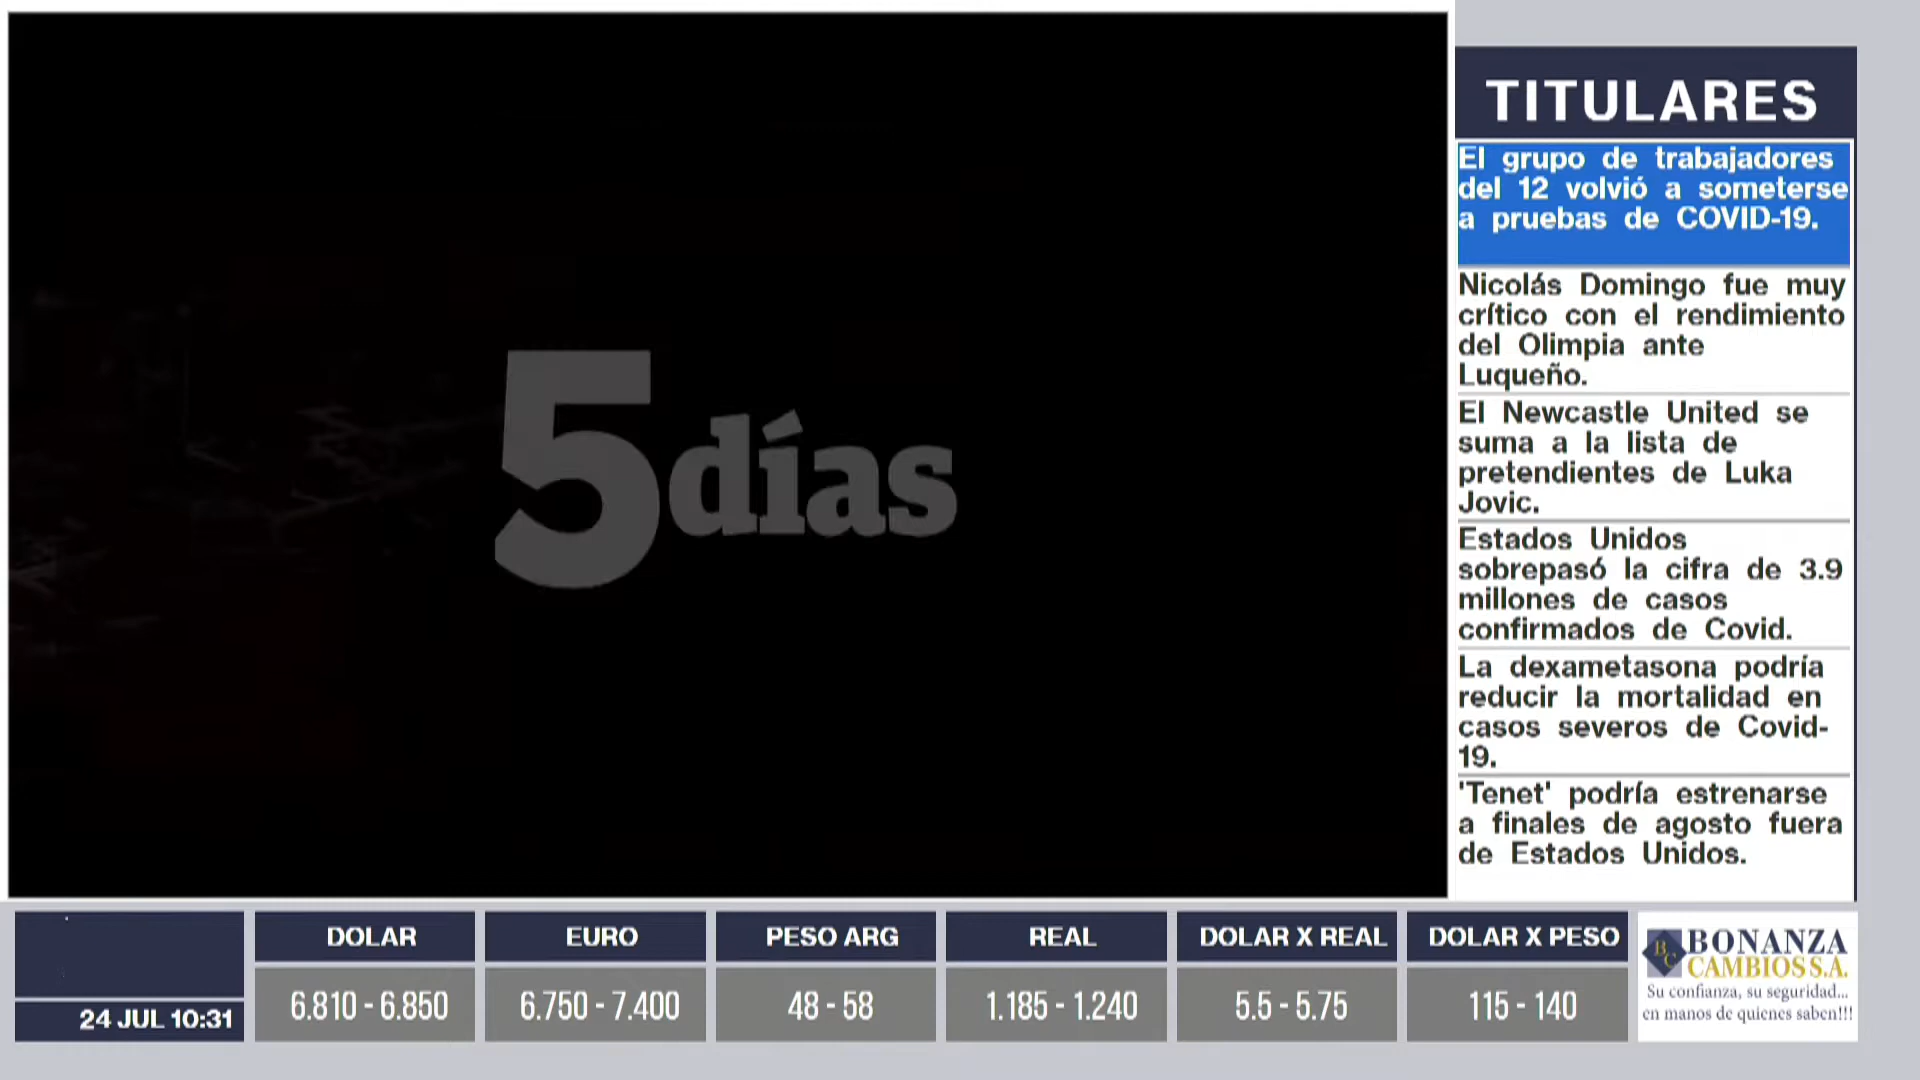 5días
TITULARES
El grupo de trabajadores
del 12 volvió a someterse
a pruebas de COVID-19.
Nicolás Domingo fue muy
crítico con el rendimiento
del Olimpia ante
Luqueño.
El Newcastle United se
suma a la lista de
pretendientes de Luka
Jovic.
Estados Unidos
sobrepasó la cifra de 3.9
millones de casos
confirmados de Covid.
La dexametasona podría
reducir la mortalidad en
casos severos de Covid-
19.
'Tenet' podría estrenarse
a finales de agosto fuera
de Estados Unidos.
24 JUL 10:31
DOLAR
6.810 - 6.850
EURO
6.750 - 7.400
PESO ARG
48 - 58
REAL
1.185 - 1.240
DOLAR X REAL
5.5 - 5.75
DOLAR X PESO
115 - 140
BC
BONANZA
CAMBIOS S.A.
Su confianza, su seguridad...
en manos de quienes saben!!!